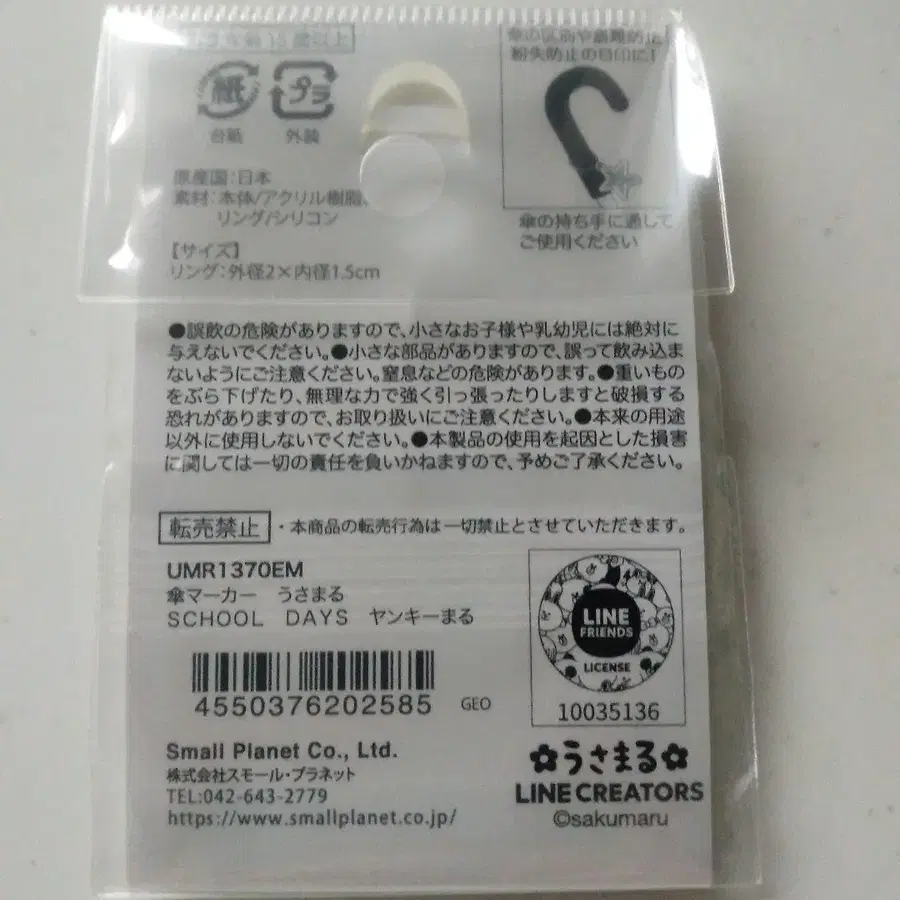 対象年齢15歳以上
紙
プラ
台紙
外装
傘の区別や盗難防止
紛失防止の目印に!
原産国:日本
素材:本体/アクリル樹脂、
リング/シリコン
【サイズ】
リング:外径2×内径1.5cm
傘の持ち手に通して
ご使用ください
●誤飲の危険がありますので、小さなお子様や乳幼児には絶対に
与えないでください。●小さな部品がありますので、誤って飲み込ま
ないようにご注意ください。窒息などの危険があります。●重いもの
をぶら下げたり、無理な力で強く引っ張ったりしますと破損する
恐れがありますので、お取り扱いにご注意ください。●本来の用途
以外に使用しないでください。●本製品の使用を起因とした損害
に関しては一切の責任を負いかねますので、予めご了承ください。
転売禁止 ・本商品の転売行為は一切禁止とさせていただきます。
UMR1370EM
傘マーカー うさまる
SCHOOL DAYS ヤンキーまる
4550376202585 GEO
LINE
FRIENDS
LICENSE
10035136
Small Planet Co., Ltd.
株式会社スモール・プラネット
TEL:042-643-2779
https://www.smallplanet.co.jp/
✿うさまる✿
LINE CREATORS
©sakumaru